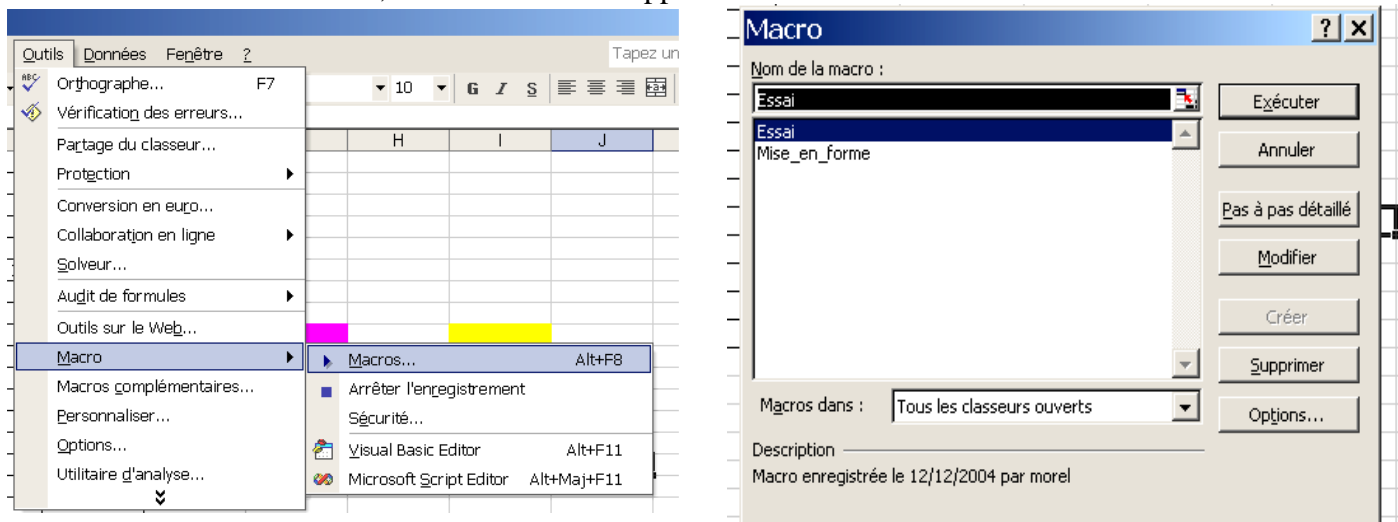 Outils Données Fenêtre ?
Tapez un
10 G I S
Orthographe... F7
Vérification des erreurs...
Partage du classeur...
Protection
Conversion en euro...
Collaboration en ligne
Solveur...
Audit de formules
Outils sur le Web...
Macro
Macros complémentaires...
Personnaliser...
Options...
Utilitaire d'analyse...
H I J
Macros... Alt+F8
Arrêter l'enregistrement
Sécurité...
Visual Basic Editor Alt+F11
Microsoft Script Editor Alt+Maj+F11
Macro
Nom de la macro :
Essai
Essai
Mise_en_forme
Exécuter
Annuler
Pas à pas détaillé
Modifier
Créer
Supprimer
Options...
Macros dans : Tous les classeurs ouverts
Description
Macro enregistrée le 12/12/2004 par morel